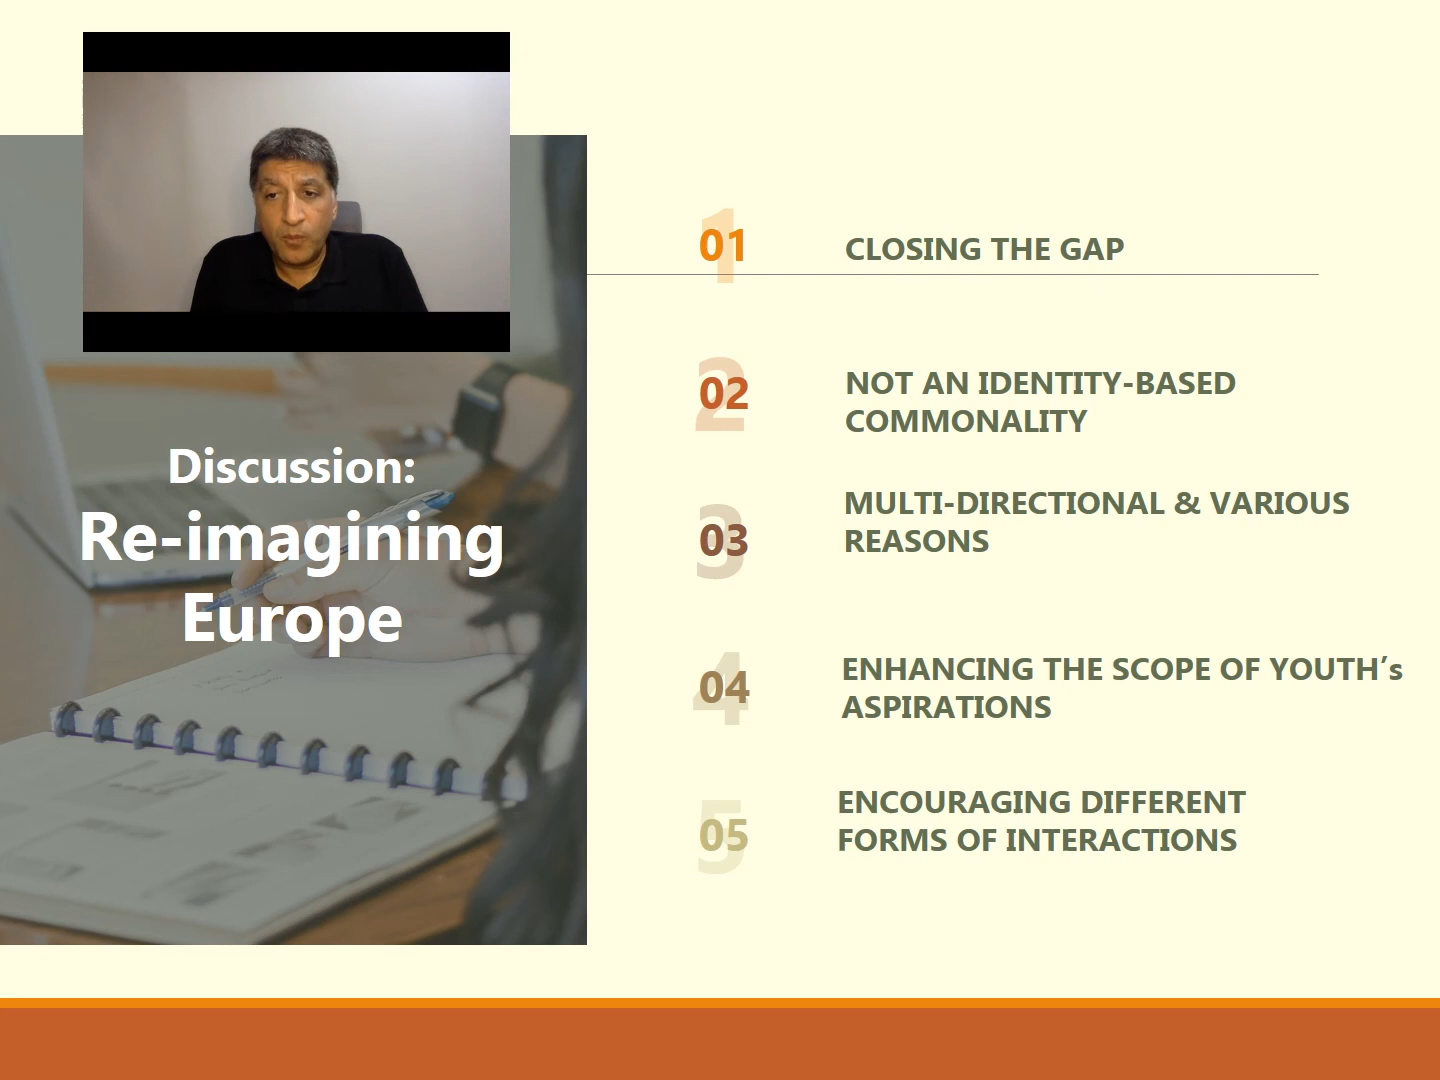 Discussion:
Re-imagining
Europe
01
CLOSING THE GAP
02
NOT AN IDENTITY-BASED
COMMONALITY
03
MULTI-DIRECTIONAL & VARIOUS
REASONS
04
ENHANCING THE SCOPE OF YOUTH’s
ASPIRATIONS
05
ENCOURAGING DIFFERENT
FORMS OF INTERACTIONS